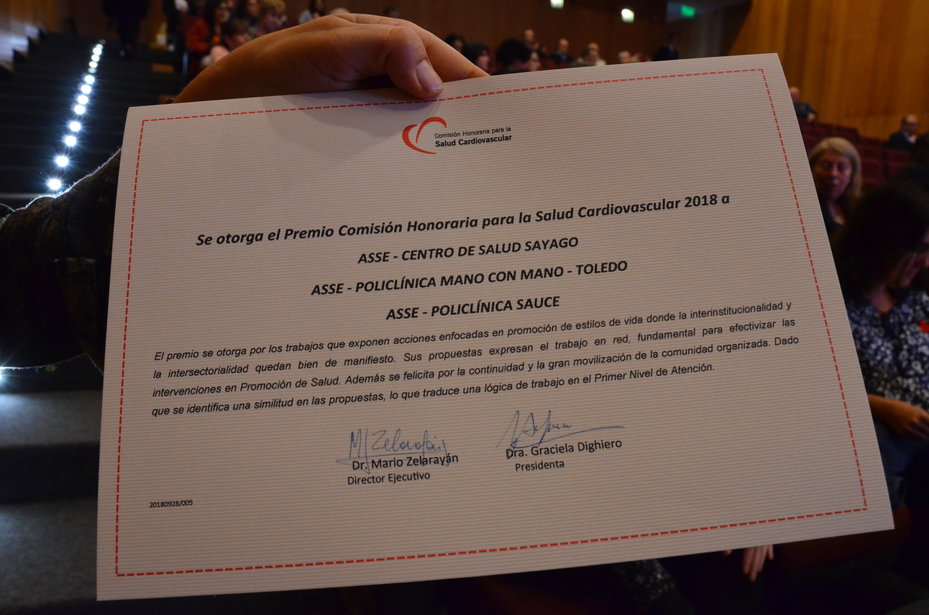 Comisión Honoraria para la
Salud Cardiovascular
Se otorga el Premio Comisión Honoraria para la Salud Cardiovascular 2018 a
ASSE - CENTRO DE SALUD SAYAGO
ASSE - POLICLÍNICA MANO CON MANO - TOLEDO
ASSE - POLICLÍNICA SAUCE
El premio se otorga por los trabajos que exponen acciones enfocadas en promoción de estilos de vida donde la interinstitucionalidad y
la intersectorialidad quedan bien de manifiesto. Sus propuestas expresan el trabajo en red, fundamental para efectivizar las
intervenciones en Promoción de Salud. Además se felicita por la continuidad y la gran movilización de la comunidad organizada. Dado
que se identifica una similitud en las propuestas, lo que traduce una lógica de trabajo en el Primer Nivel de Atención.
M Zelarayán
Dr. Mario Zelarayán
Director Ejecutivo
Dra. Graciela Dighiero
Presidenta
20180928/005